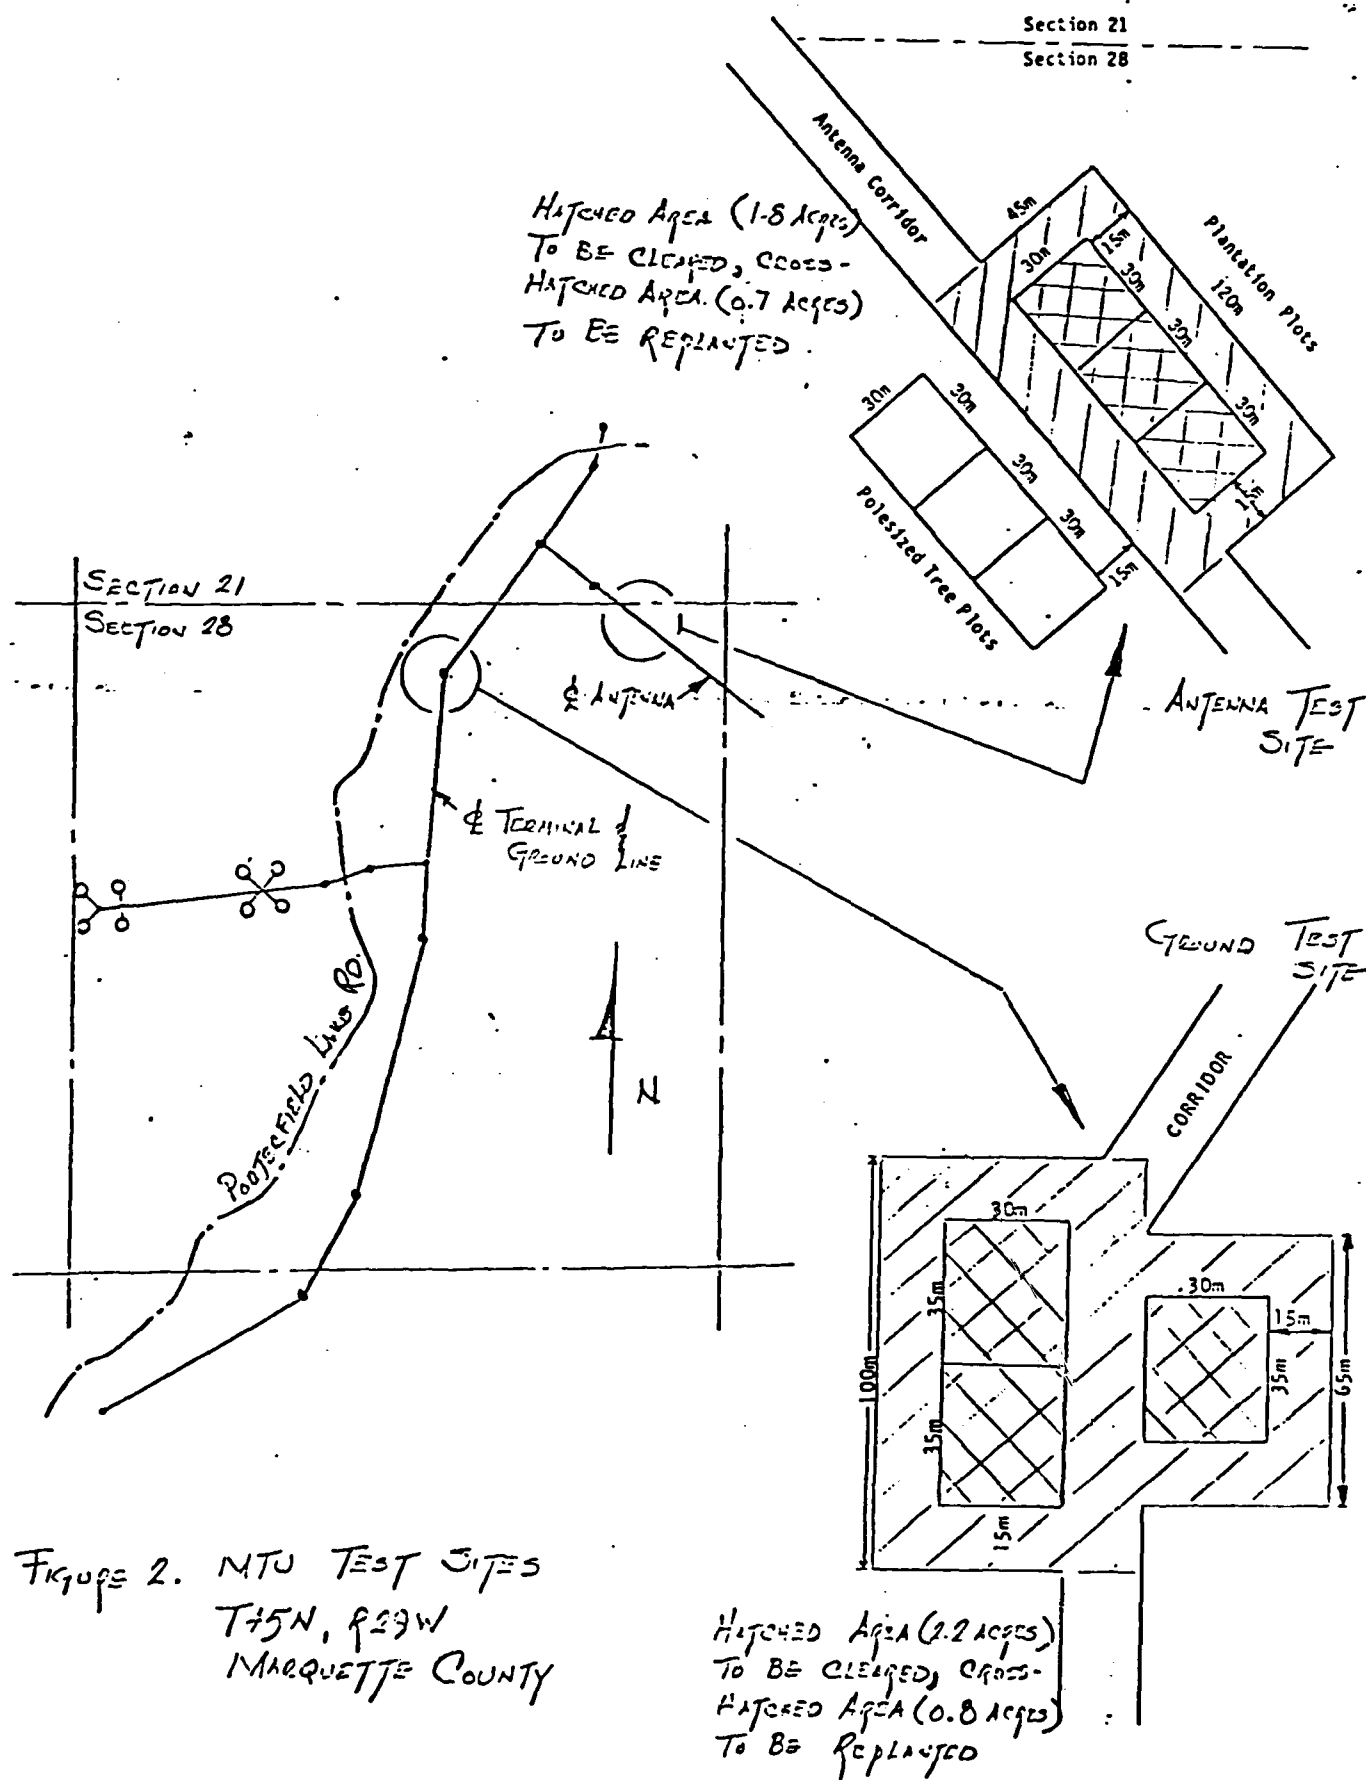 Section 21
Section 28
Antenna Corridor
HATCHED AREA (1.8 ACRES)
TO BE CLEARED, CROSS-
HATCHED AREA (0.7 ACRES)
TO BE REPLANTED.
45m
30m
15m
30m
30m
30m
120m
Plantation Plots
15m
30m
30m
30m
30m
15m
Polesized Tree Plots
SECTION 21
SECTION 28
℄ ANTENNA
ANTENNA TEST
SITE
℄ TERMINAL &
GROUND LINE
PORTERFIELD LAKE RD.
N
GROUND TEST
SITE
CORRIDOR
30m
35m
35m
15m
100m
30m
15m
35m
65m
FIGURE 2. MTU TEST SITES
T45N, R29W
MARQUETTE COUNTY
HATCHED AREA (2.2 ACRES)
TO BE CLEARED, CROSS-
HATCHED AREA (0.8 ACRES)
TO BE REPLANTED